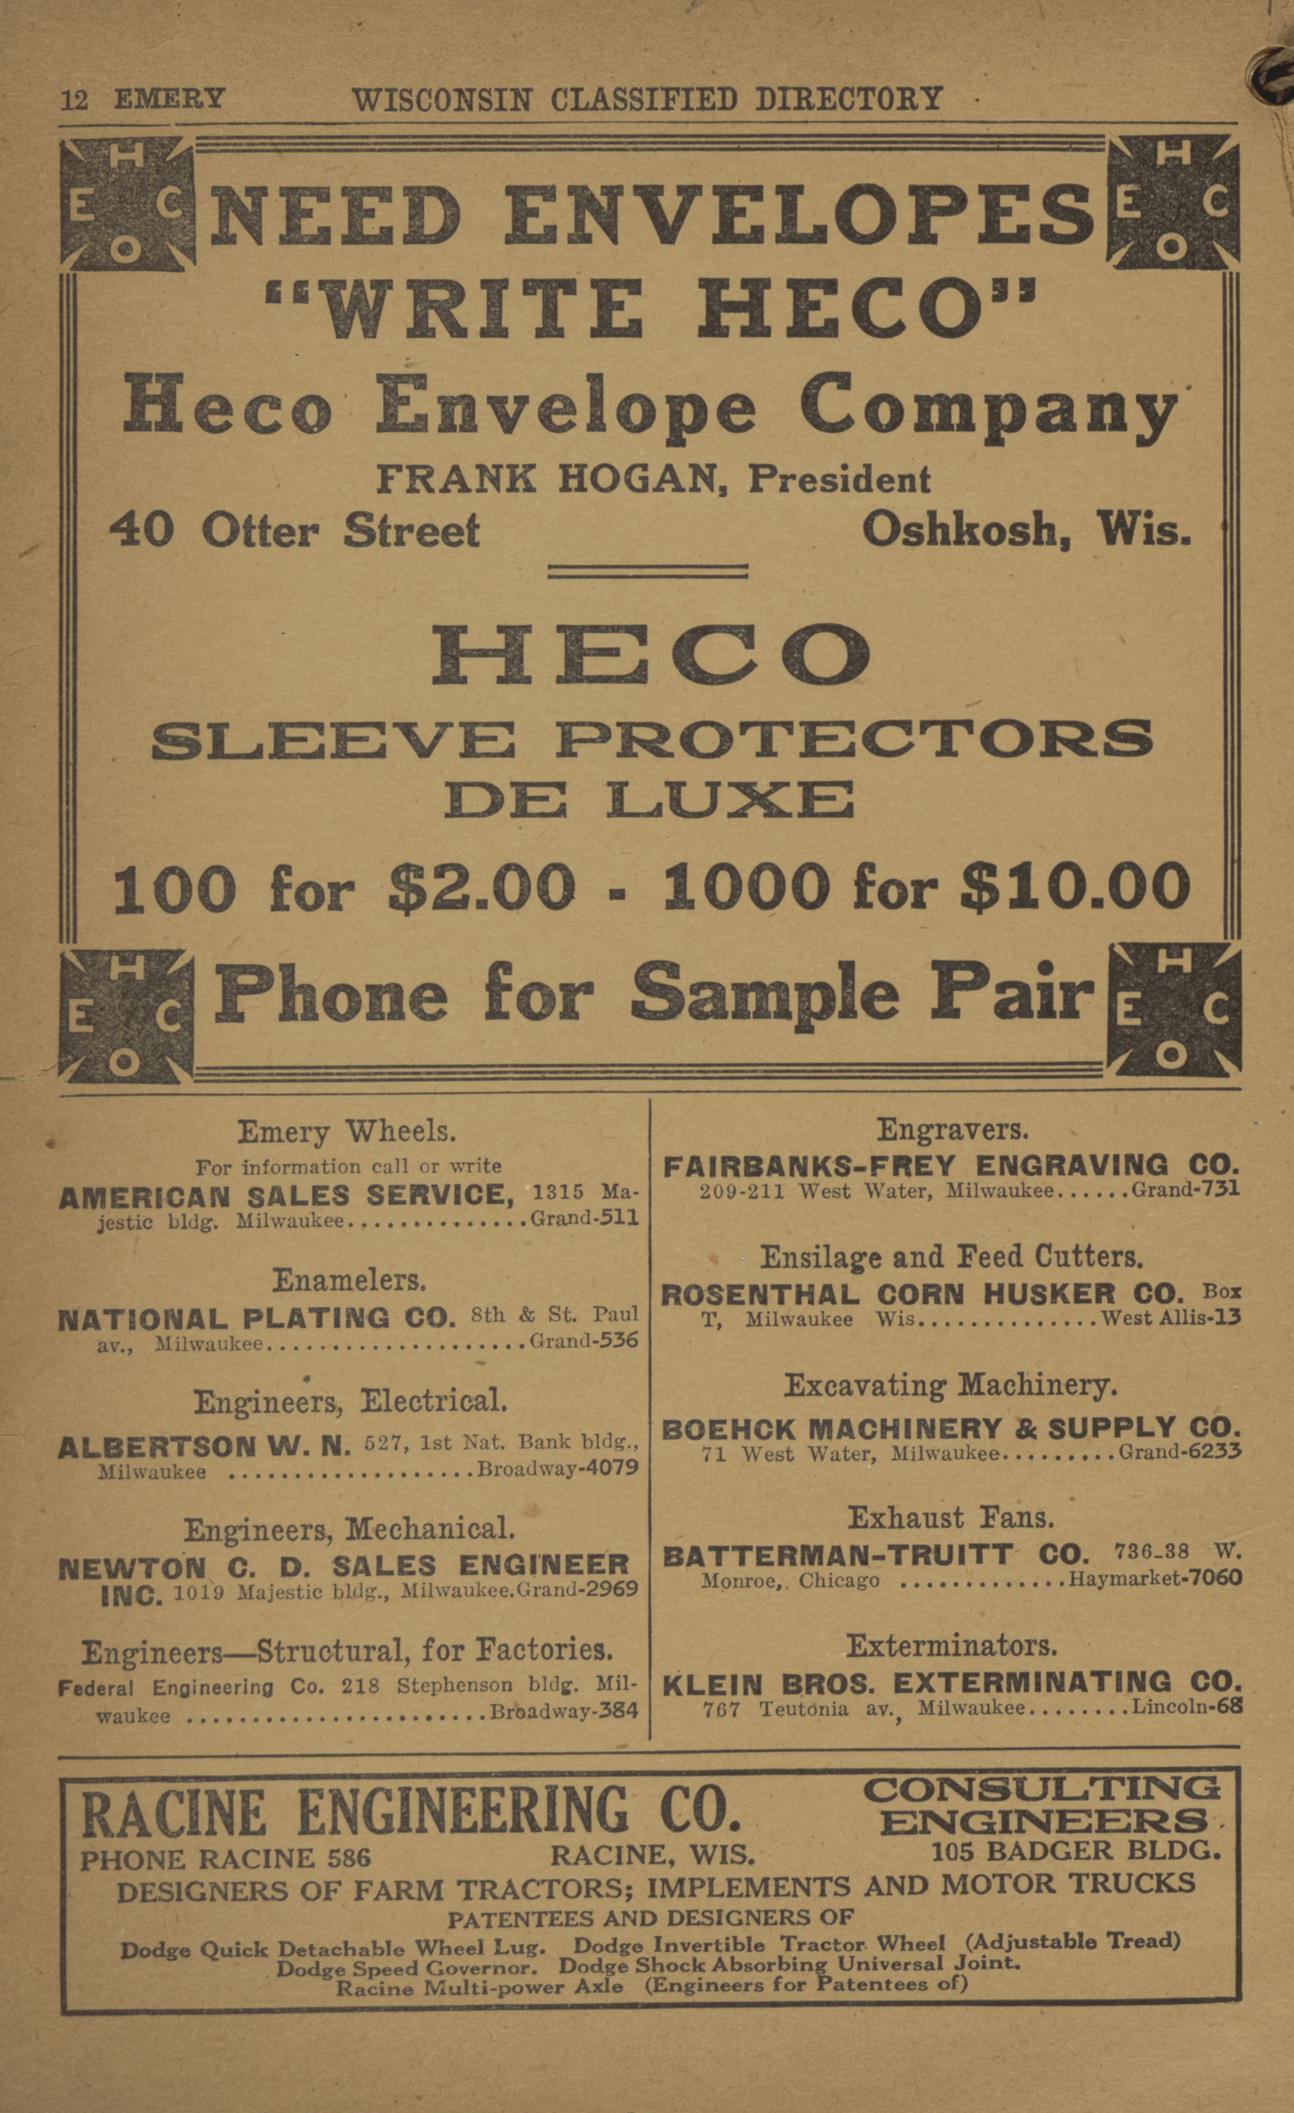 12 EMERY WISCONSIN CLASSIFIED DIRECTORY
H
E C
O
H
E C
O
NEED ENVELOPES
"WRITE HECO"
Heco Envelope Company
FRANK HOGAN, President
40 Otter Street Oshkosh, Wis.
HECO
SLEEVE PROTECTORS
DE LUXE
100 for $2.00 - 1000 for $10.00
H
E C
O
Phone for Sample Pair
H
E C
O
Emery Wheels.
For information call or write
AMERICAN SALES SERVICE, 1315 Ma-
jestic bldg. Milwaukee..............Grand-511
Enamelers.
NATIONAL PLATING CO. 8th & St. Paul
av., Milwaukee....................Grand-536
Engineers, Electrical.
ALBERTSON W. N. 527, 1st Nat. Bank bldg.,
Milwaukee ...................Broadway-4079
Engineers, Mechanical.
NEWTON C. D. SALES ENGINEER
INC. 1019 Majestic bldg., Milwaukee.Grand-2969
Engineers—Structural, for Factories.
Federal Engineering Co. 218 Stephenson bldg. Mil-
waukee .......................Broadway-384
Engravers.
FAIRBANKS-FREY ENGRAVING CO.
209-211 West Water, Milwaukee......Grand-731
Ensilage and Feed Cutters.
ROSENTHAL CORN HUSKER CO. Box
T, Milwaukee Wis..............West Allis-13
Excavating Machinery.
BOEHCK MACHINERY & SUPPLY CO.
71 West Water, Milwaukee.........Grand-6233
Exhaust Fans.
BATTERMAN-TRUITT CO. 736-38 W.
Monroe, Chicago .............Haymarket-7060
Exterminators.
KLEIN BROS. EXTERMINATING CO.
767 Teutonia av., Milwaukee........Lincoln-68
RACINE ENGINEERING CO. CONSULTING
ENGINEERS
PHONE RACINE 586 RACINE, WIS. 105 BADGER BLDG.
DESIGNERS OF FARM TRACTORS; IMPLEMENTS AND MOTOR TRUCKS
PATENTEES AND DESIGNERS OF
Dodge Quick Detachable Wheel Lug. Dodge Invertible Tractor Wheel (Adjustable Tread)
Dodge Speed Governor. Dodge Shock Absorbing Universal Joint.
Racine Multi-power Axle (Engineers for Patentees of)